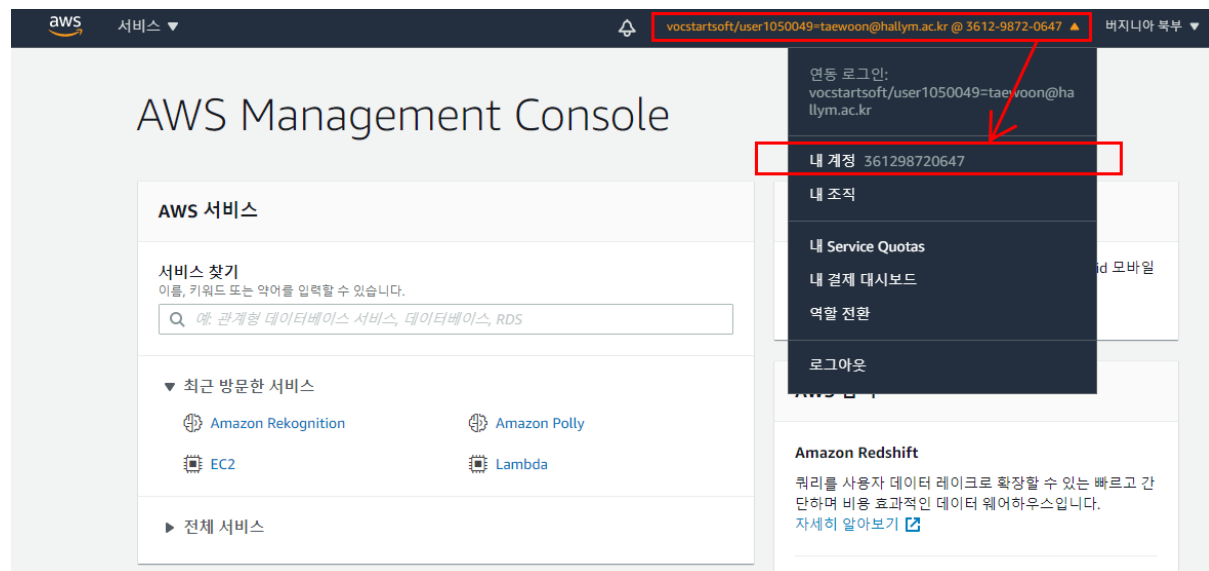 aws 서비스 ▼ vocstartsoft/user1050049=taewoon@hallym.ac.kr @ 3612-9872-0647 ▲ 버지니아 북부 ▼
연동 로그인:
vocstartsoft/user1050049=taewoon@ha
llym.ac.kr
내 계정 361298720647
내 조직
내 Service Quotas
내 결제 대시보드
역할 전환
로그아웃
AWS Management Console
AWS 서비스
서비스 찾기
이름, 키워드 또는 약어를 입력할 수 있습니다.
예: 관계형 데이터베이스 서비스, 데이터베이스, RDS
▼ 최근 방문한 서비스
Amazon Rekognition Amazon Polly
EC2 Lambda
▶ 전체 서비스
id 모바일
Amazon Redshift
쿼리를 사용자 데이터 레이크로 확장할 수 있는 빠르고 간
단하며 비용 효과적인 데이터 웨어하우스입니다.
자세히 알아보기